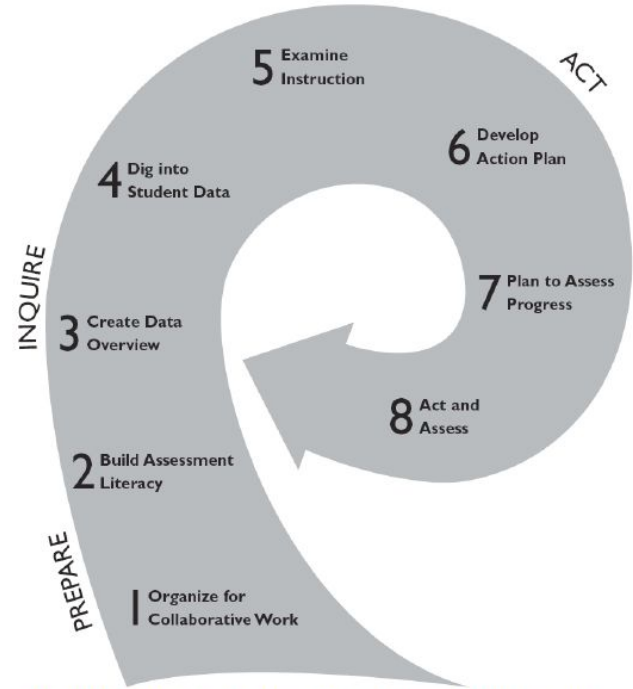 ACT
5 Examine
Instruction
6 Develop
Action Plan
4 Dig into
Student Data
INQUIRE
7 Plan to Assess
Progress
3 Create Data
Overview
8 Act and
Assess
2 Build Assessment
Literacy
PREPARE
1 Organize for
Collaborative Work